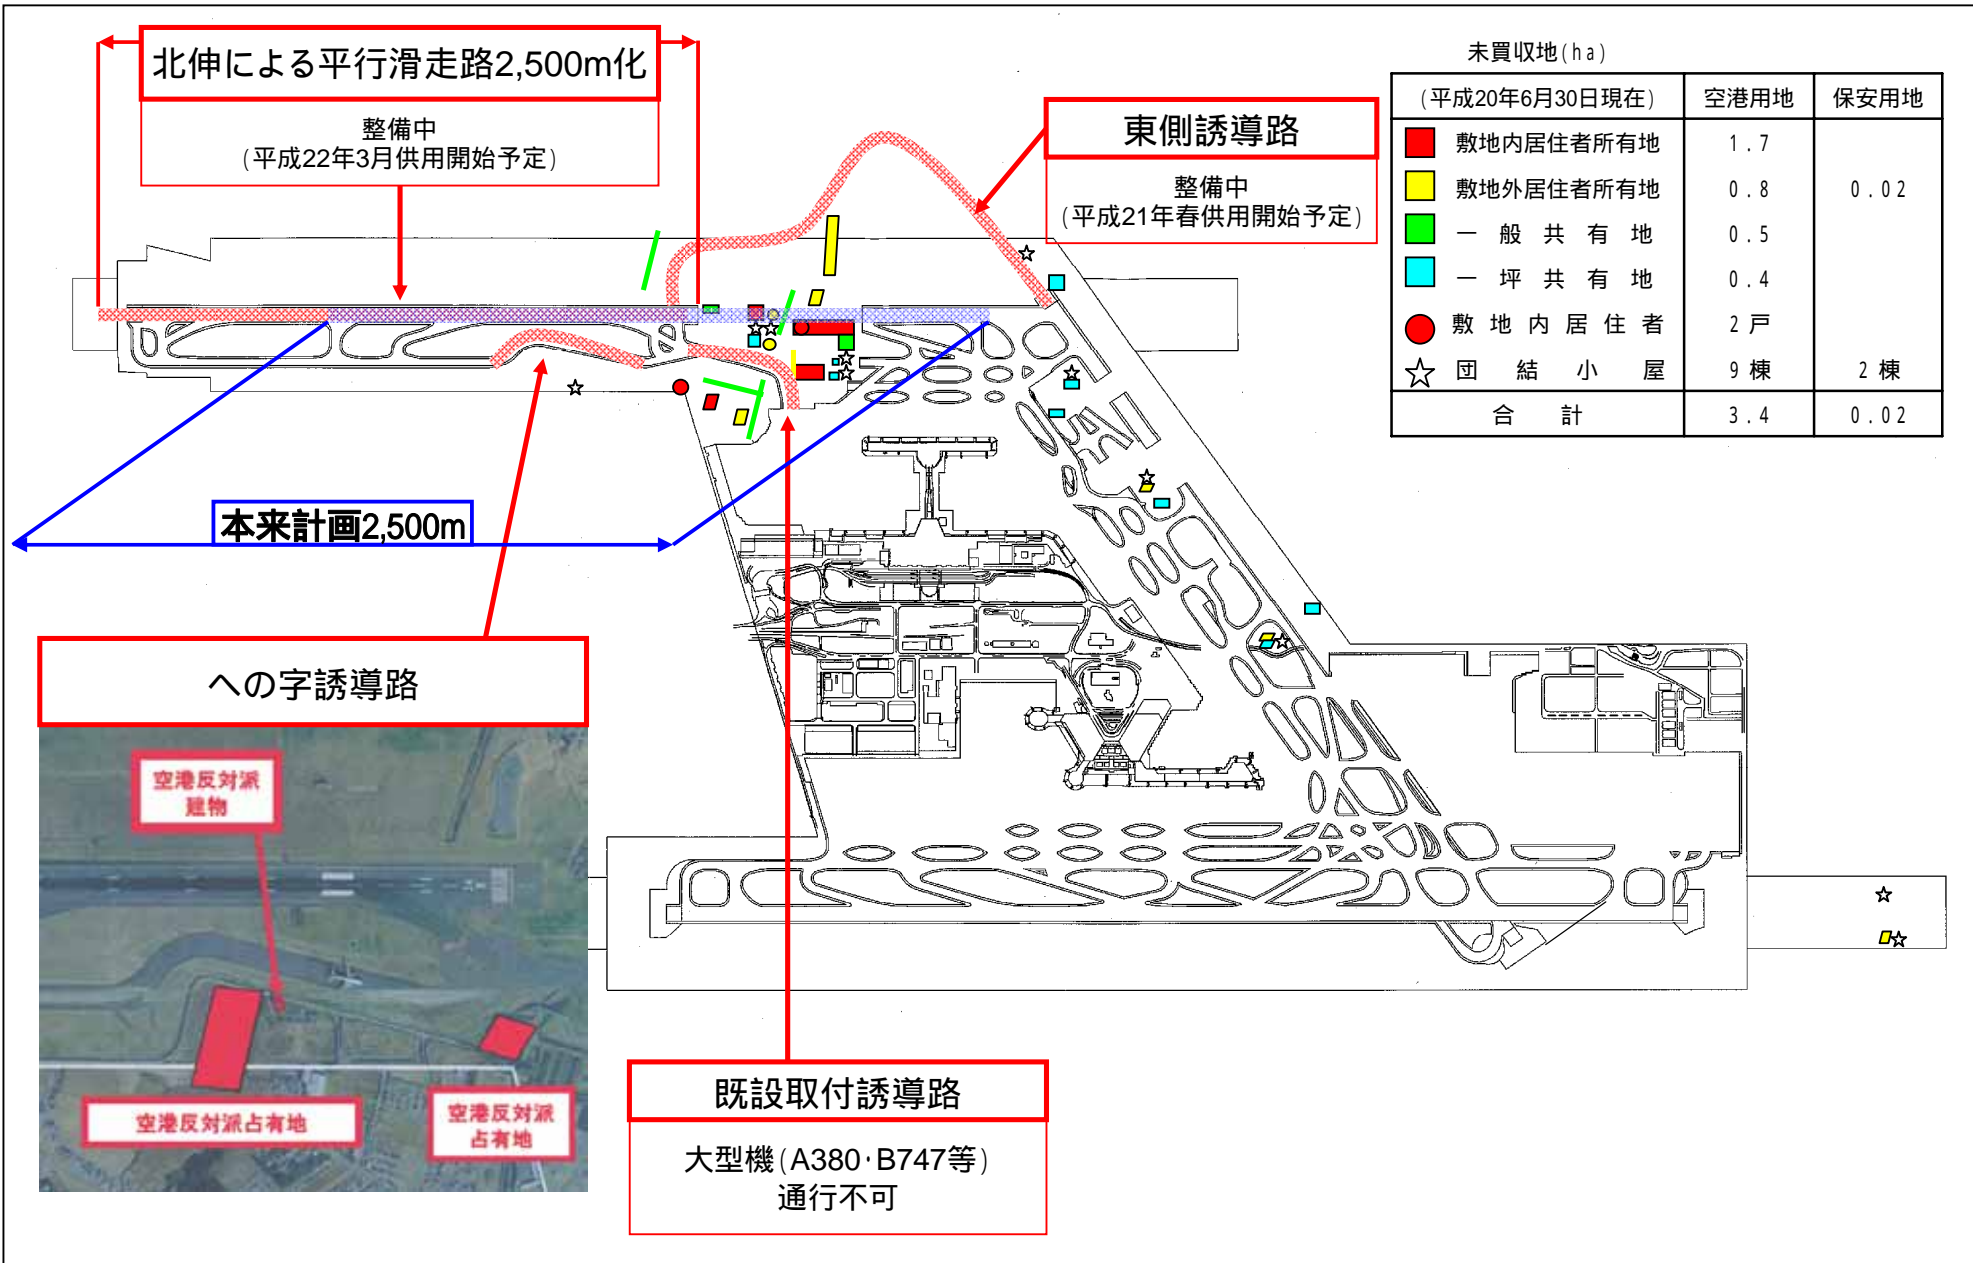 北伸による平行滑走路2,500m化
整備中
(平成22年3月供用開始予定)
東側誘導路
整備中
(平成21年春供用開始予定)
未買収地(ha)
(平成20年6月30日現在) 空港用地 保安用地
敷地内居住者所有地 1.7
敷地外居住者所有地 0.8 0.02
一般共有地 0.5
一坪共有地 0.4
敷地内居住者 2戸
団結小屋 9棟 2棟
合計 3.4 0.02
本来計画2,500m
への字誘導路
空港反対派
建物
空港反対派占有地
空港反対派
占有地
既設取付誘導路
大型機(A380・B747等)
通行不可